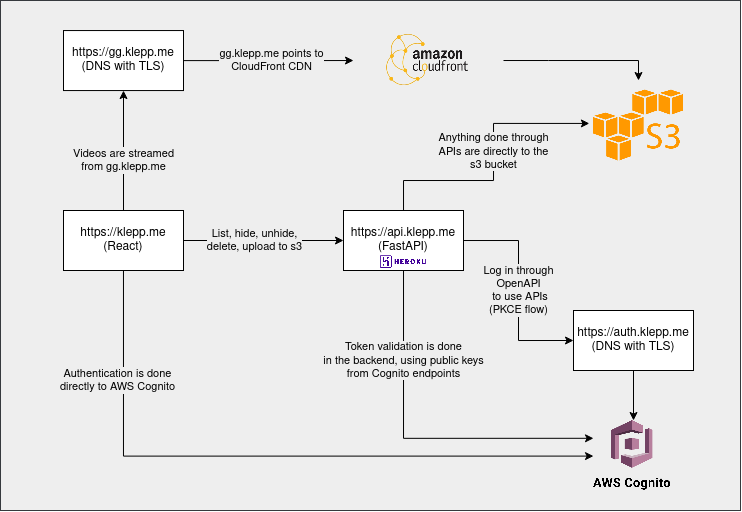 https://gg.klepp.me
(DNS with TLS)
gg.klepp.me points to
CloudFront CDN
amazon
cloudfront
Anything done through
APIs are directly to the
s3 bucket
S3
Videos are streamed
from gg.klepp.me
https://klepp.me
(React)
List, hide, unhide,
delete, upload to s3
https://api.klepp.me
(FastAPI)
HEROKU
Log in through
OpenAPI
to use APIs
(PKCE flow)
https://auth.klepp.me
(DNS with TLS)
Token validation is done
in the backend, using public keys
from Cognito endpoints
Authentication is done
directly to AWS Cognito
AWS Cognito